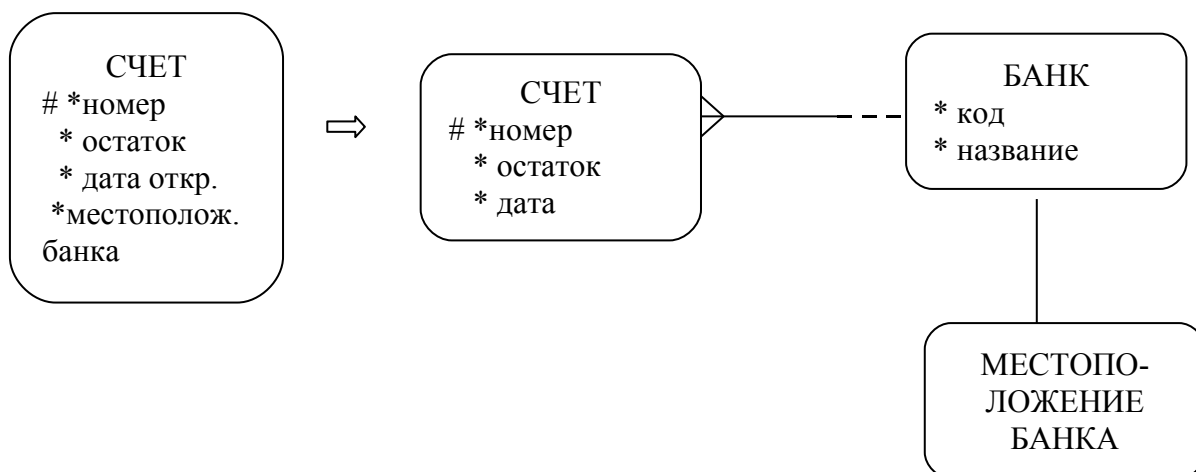 СЧЕТ
# *номер
* остаток
* дата откр.
*местополож.
банка
СЧЕТ
# *номер
* остаток
* дата
БАНК
* код
* название
МЕСТОПО-
ЛОЖЕНИЕ
БАНКА